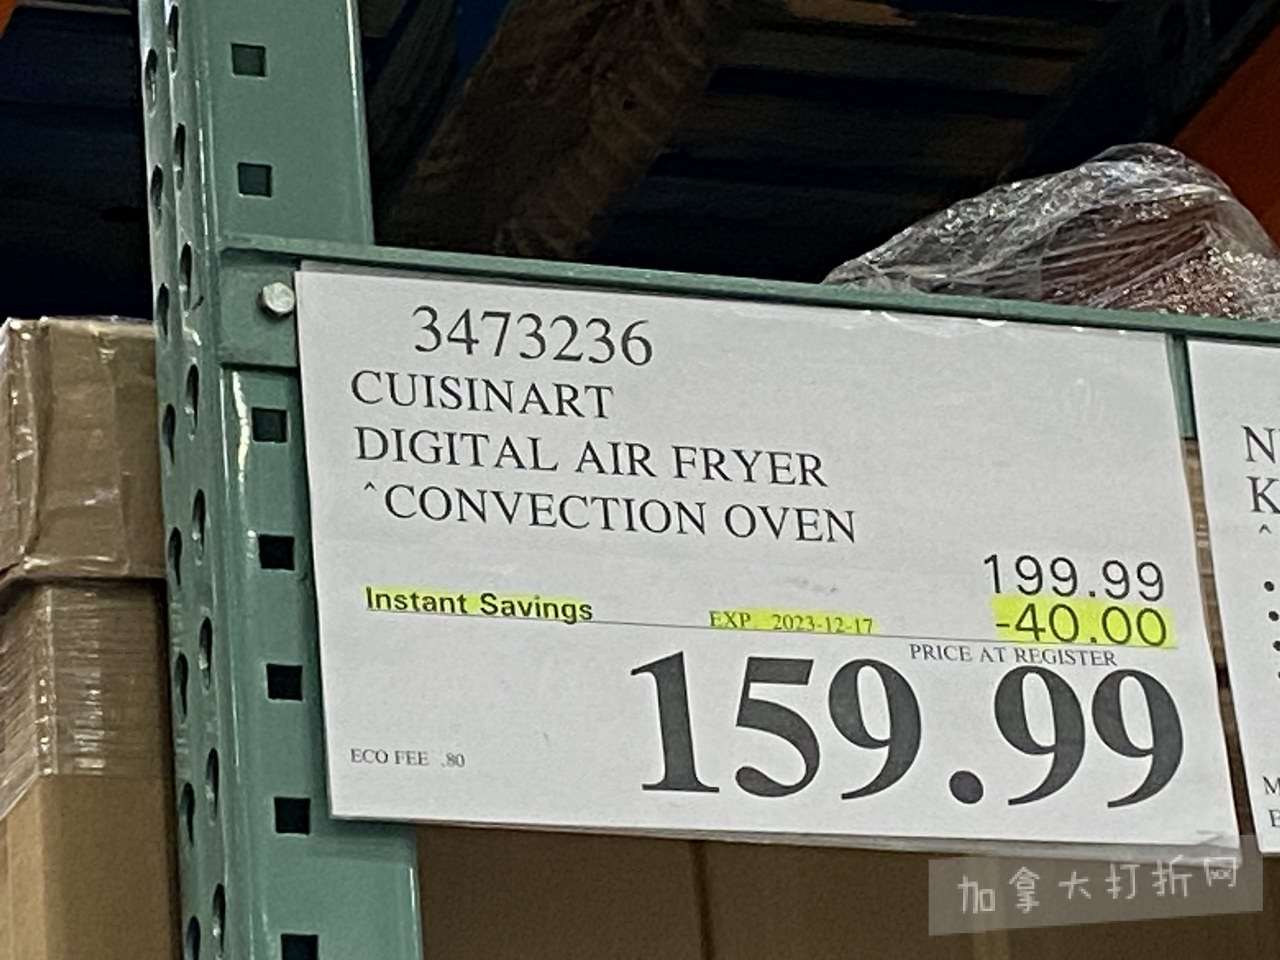 3473236
CUISINART
DIGITAL AIR FRYER
^CONVECTION OVEN
199.99
Instant Savings EXP. 2023-12-17 -40.00
PRICE AT REGISTER
159.99
ECO FEE .80
N
K
^
M
E
加拿大打折网